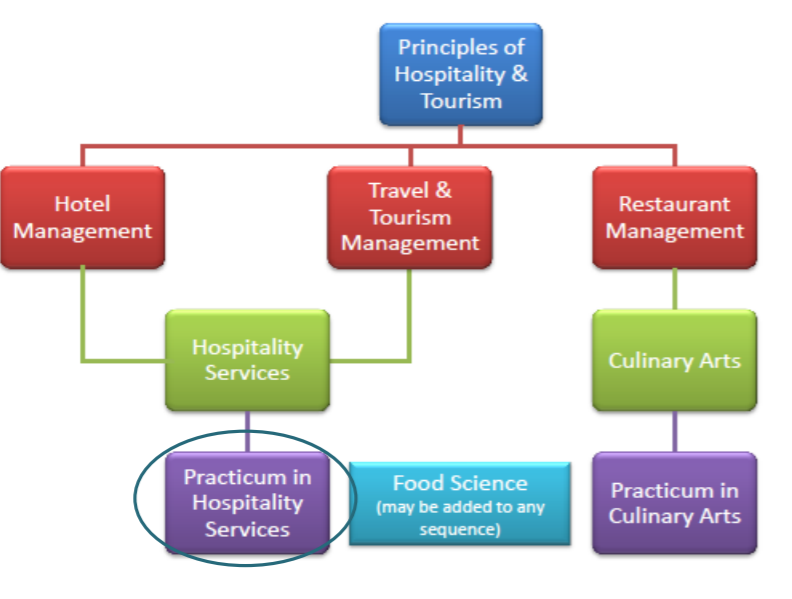 Principles of
Hospitality &
Tourism
Hotel
Management
Travel &
Tourism
Management
Restaurant
Management
Hospitality
Services
Culinary Arts
Practicum in
Hospitality
Services
Food Science
(may be added to any
sequence)
Practicum in
Culinary Arts